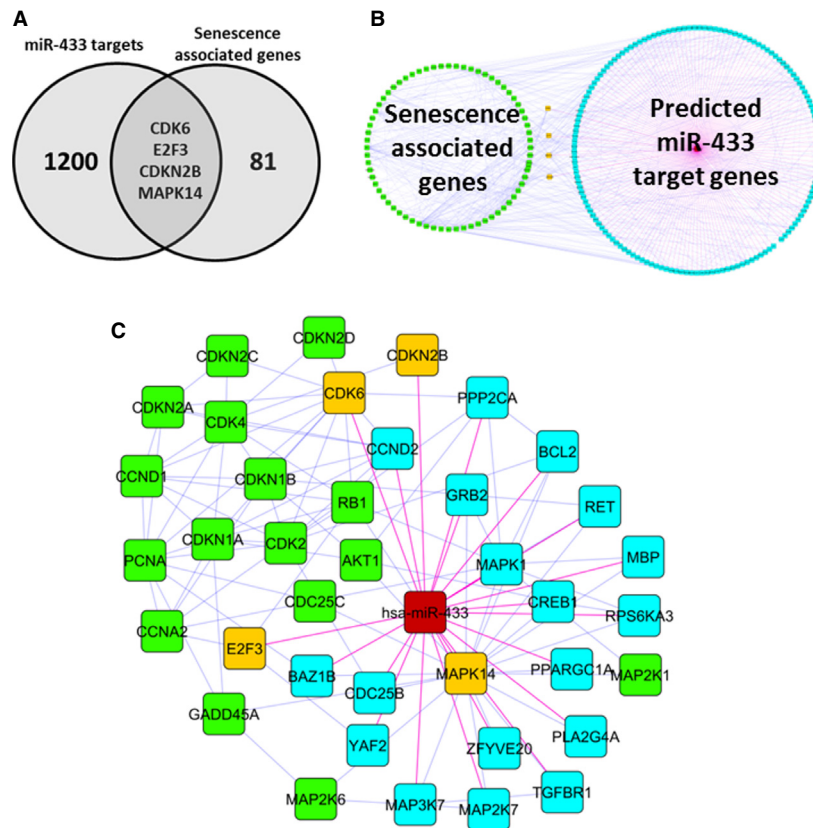 A
miR-433 targets
Senescence
associated genes
1200
CDK6
E2F3
CDKN2B
MAPK14
81
B
Senescence
associated
genes
Predicted
miR-433
target genes
C
CDKN2D
CDKN2C
CDKN2B
CDK6
PPP2CA
CDKN2A
CDK4
CCND2
BCL2
CCND1
CDKN1B
GRB2
RB1
RET
CDKN1A
CDK2
MBP
PCNA
AKT1
MAPK1
CDC25C
CREB1
hsa-miR-433
RPS6KA3
CCNA2
E2F3
BAZ1B
MAPK14
PPARGC1A
MAP2K1
CDC25B
GADD45A
YAF2
ZFYVE20
PLA2G4A
MAP2K6
MAP3K7
MAP2K7
TGFBR1